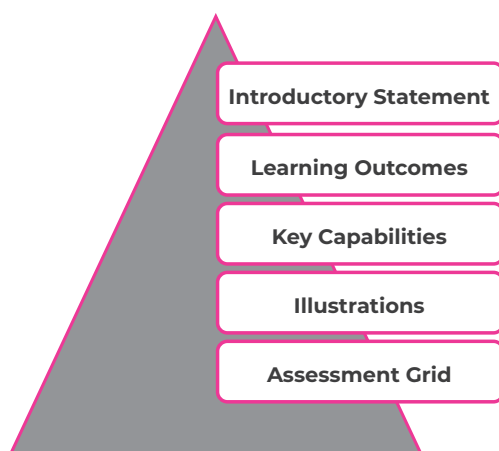 Introductory Statement
Learning Outcomes
Key Capabilities
Illustrations
Assessment Grid